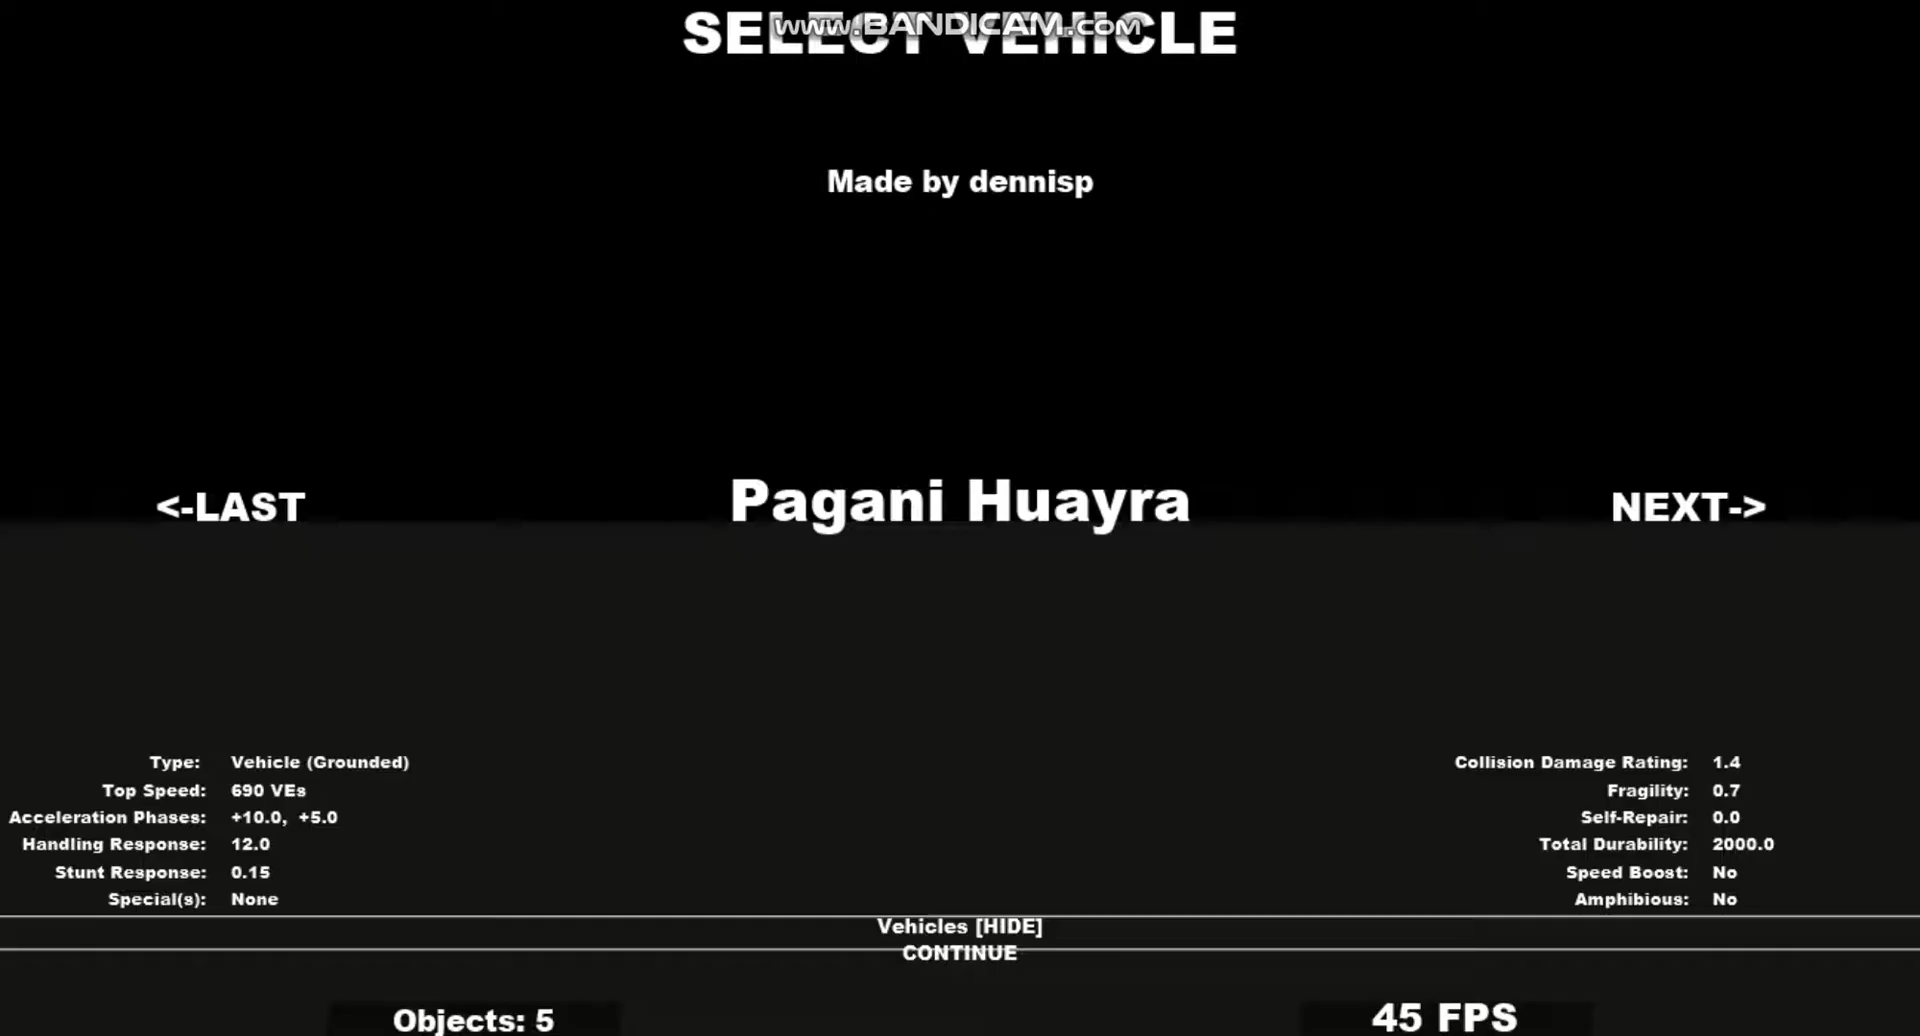 SELECT VEHICLE
www.BANDICAM.com
Made by dennisp
<-LAST
Pagani Huayra
NEXT->
Type: Vehicle (Grounded)
Top Speed: 690 VEs
Acceleration Phases: +10.0, +5.0
Handling Response: 12.0
Stunt Response: 0.15
Special(s): None
Collision Damage Rating: 1.4
Fragility: 0.7
Self-Repair: 0.0
Total Durability: 2000.0
Speed Boost: No
Amphibious: No
Vehicles [HIDE]
CONTINUE
Objects: 5
45 FPS